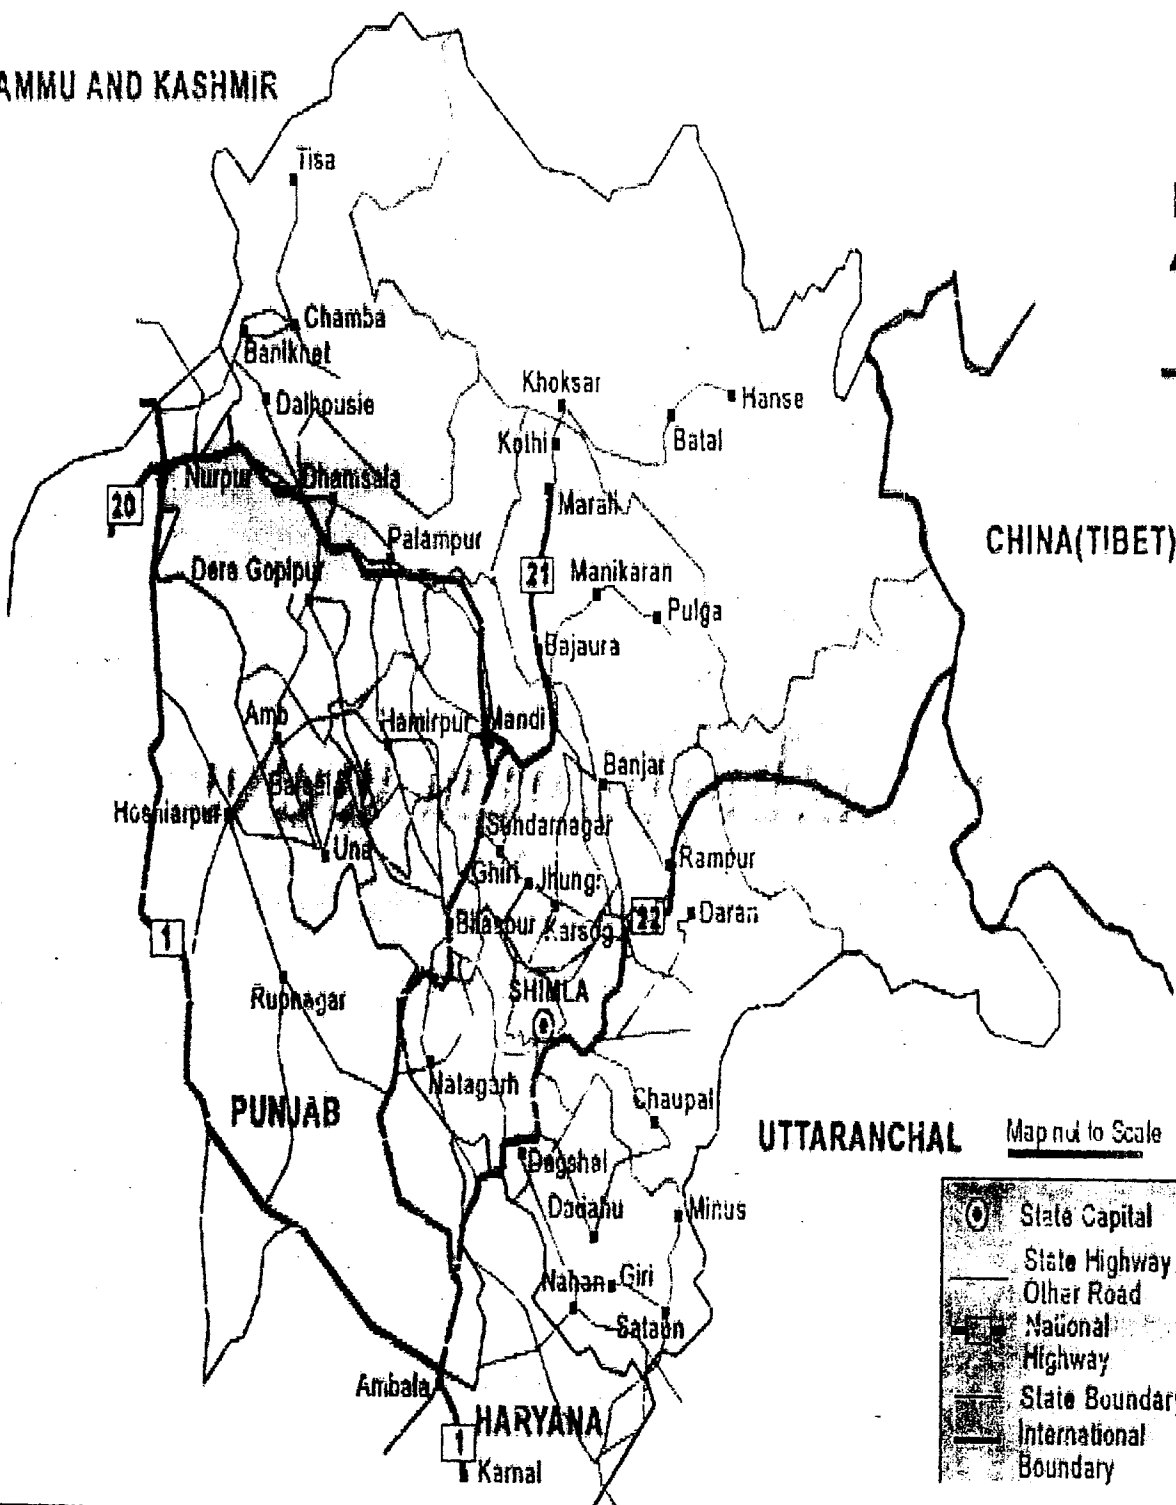 AMMU AND KASHMIR
Tisa
Chamba
Banikhet
Khoksar
Dalhousie
Hanse
Kothi
Batal
Nurpur
Dhamsala
20
Marali
Palampur
CHINA(TIBET)
Dera Gopipur
21
Manikaran
Pulga
Bajaura
Amb
Hamirpur
Mandi
Banjar
Hoshiarpur
Sundarnagar
Una
Rampur
Ghiri
Jhungi
Bilaspur
Karsog
22
Daran
1
SHIMLA
Rupnagar
Nalagarh
PUNJAB
Chaupal
UTTARANCHAL
Map not to Scale
Dagshai
Dadahu
Minus
State Capital
Nahan
Giri
State Highway
Other Road
Sataun
National
Highway
Ambala
State Boundary
HARYANA
International
Boundary
1
Karnal